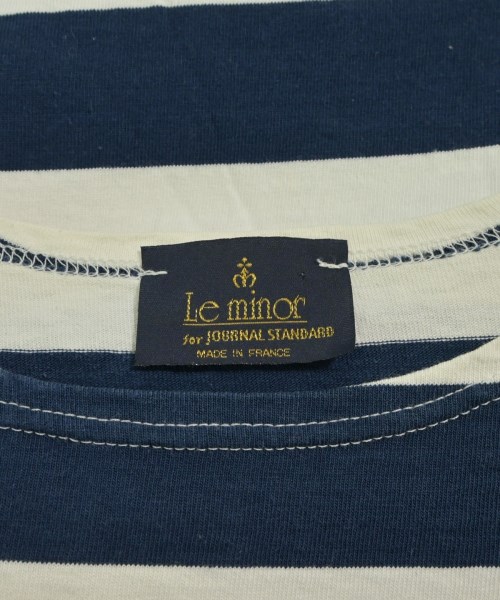 Le minor
for JOURNAL STANDARD
MADE IN FRANCE